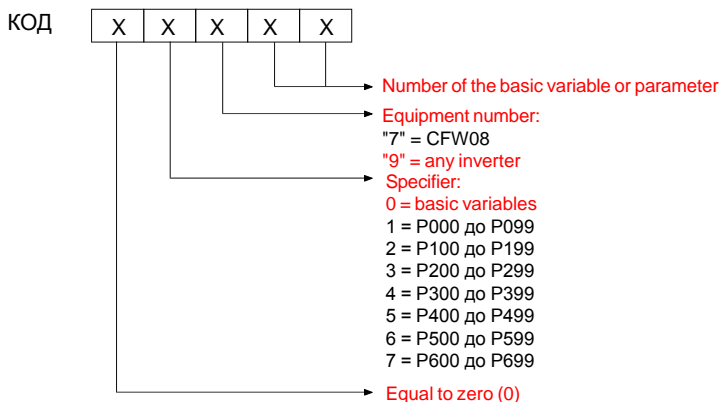 КОД X X X X X
Number of the basic variable or parameter
Equipment number:
"7" = CFW08
"9" = any inverter
Specifier:
0 = basic variables
1 = P000 до P099
2 = P100 до P199
3 = P200 до P299
4 = P300 до P399
5 = P400 до P499
6 = P500 до P599
7 = P600 до P699
Equal to zero (0)